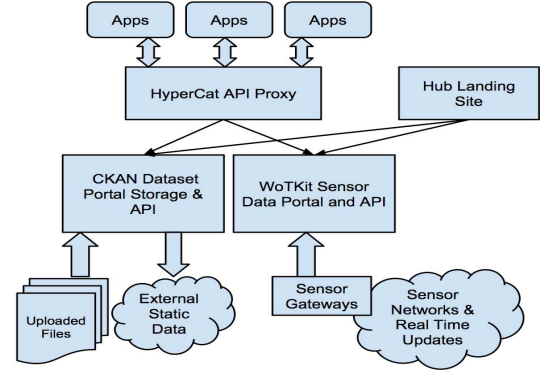 Apps
Apps
Apps
HyperCat API Proxy
Hub Landing
Site
CKAN Dataset
Portal Storage &
API
WoTKit Sensor
Data Portal and API
Uploaded
Files
External
Static
Data
Sensor
Gateways
Sensor
Networks &
Real Time
Updates